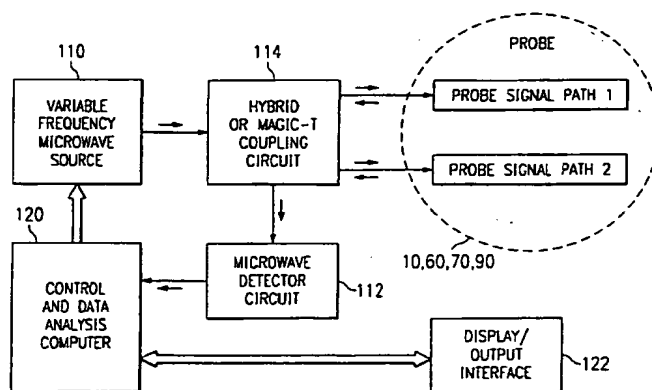 110
VARIABLE
FREQUENCY
MICROWAVE
SOURCE
114
HYBRID
OR MAGIC-T
COUPLING
CIRCUIT
PROBE
PROBE SIGNAL PATH 1
PROBE SIGNAL PATH 2
10,60,70,90
120
CONTROL
AND DATA
ANALYSIS
COMPUTER
MICROWAVE
DETECTOR
CIRCUIT
112
DISPLAY/
OUTPUT
INTERFACE
122